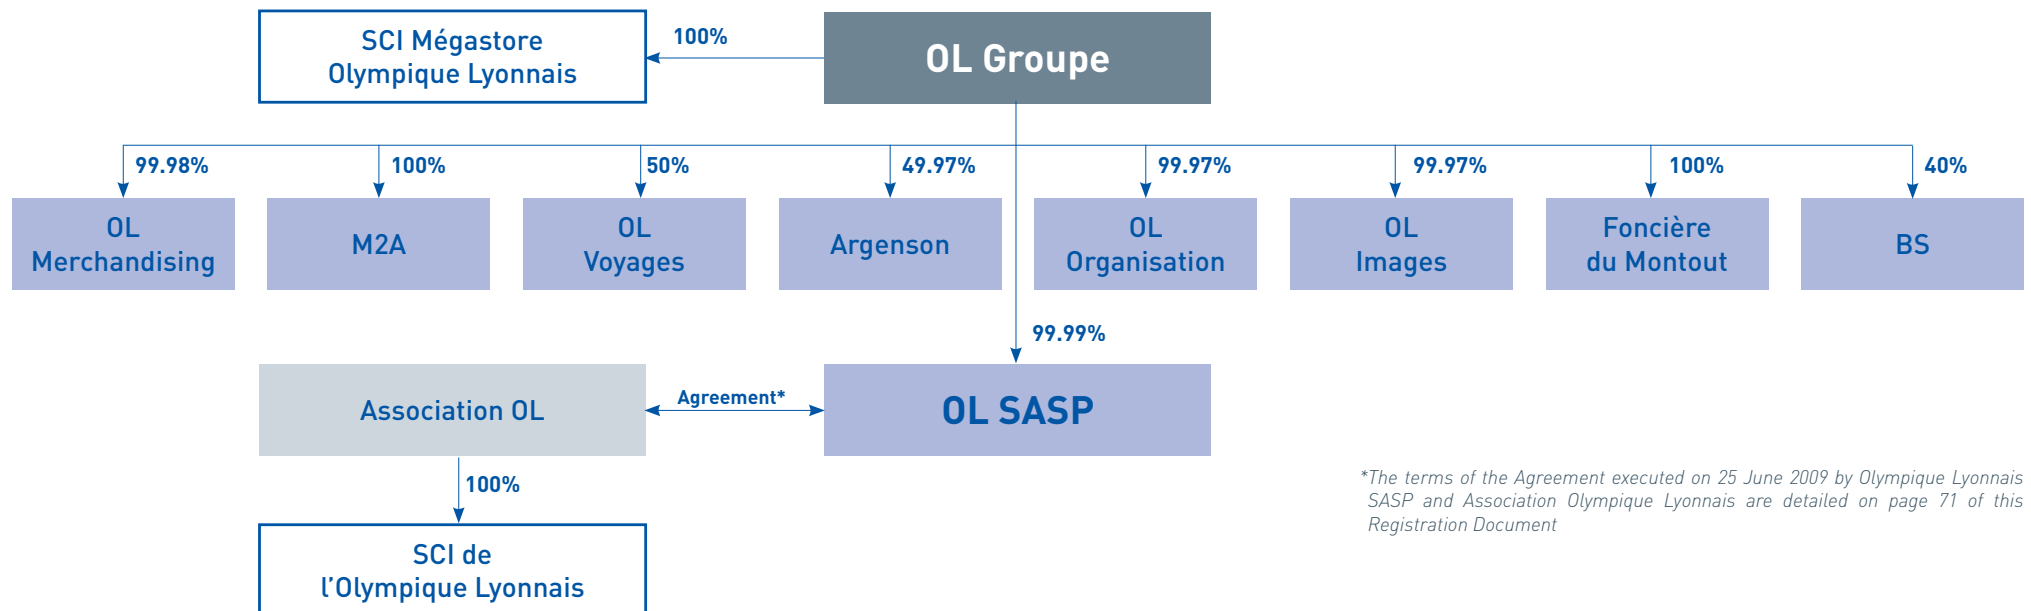 SCI Mégastore
Olympique Lyonnais
100%
OL Groupe
99.98%
100%
50%
49.97%
99.97%
99.97%
100%
40%
OL
Merchandising
M2A
OL
Voyages
Argenson
OL
Organisation
OL
Images
Foncière
du Montout
BS
99.99%
Association OL
Agreement*
OL SASP
100%
SCI de
l’Olympique Lyonnais
*The terms of the Agreement executed on 25 June 2009 by Olympique Lyonnais
SASP and Association Olympique Lyonnais are detailed on page 71 of this
Registration Document